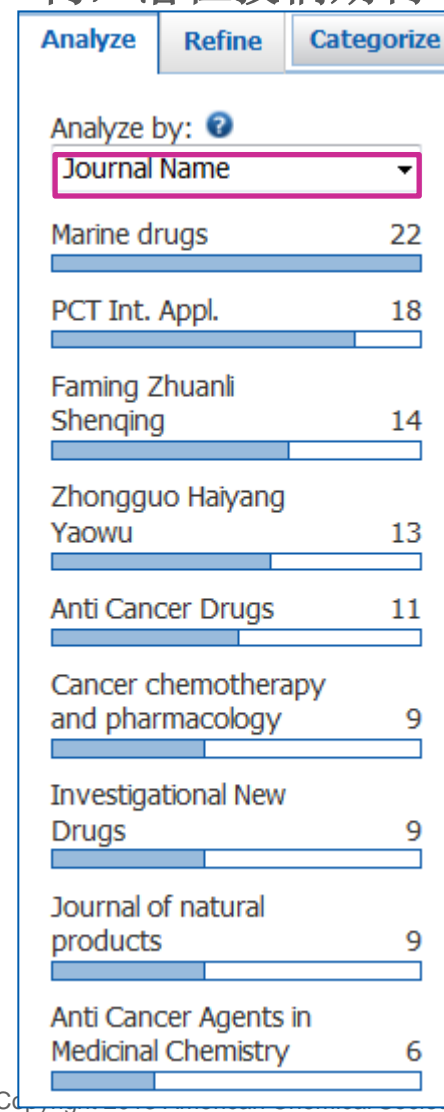 Analyze Refine Categorize
Analyze by:
Journal Name
Marine drugs 22
PCT Int. Appl. 18
Faming Zhuanli
Shenqing 14
Zhongguo Haiyang
Yaowu 13
Anti Cancer Drugs 11
Cancer chemotherapy
and pharmacology 9
Investigational New
Drugs 9
Journal of natural
products 9
Anti Cancer Agents in
Medicinal Chemistry 6